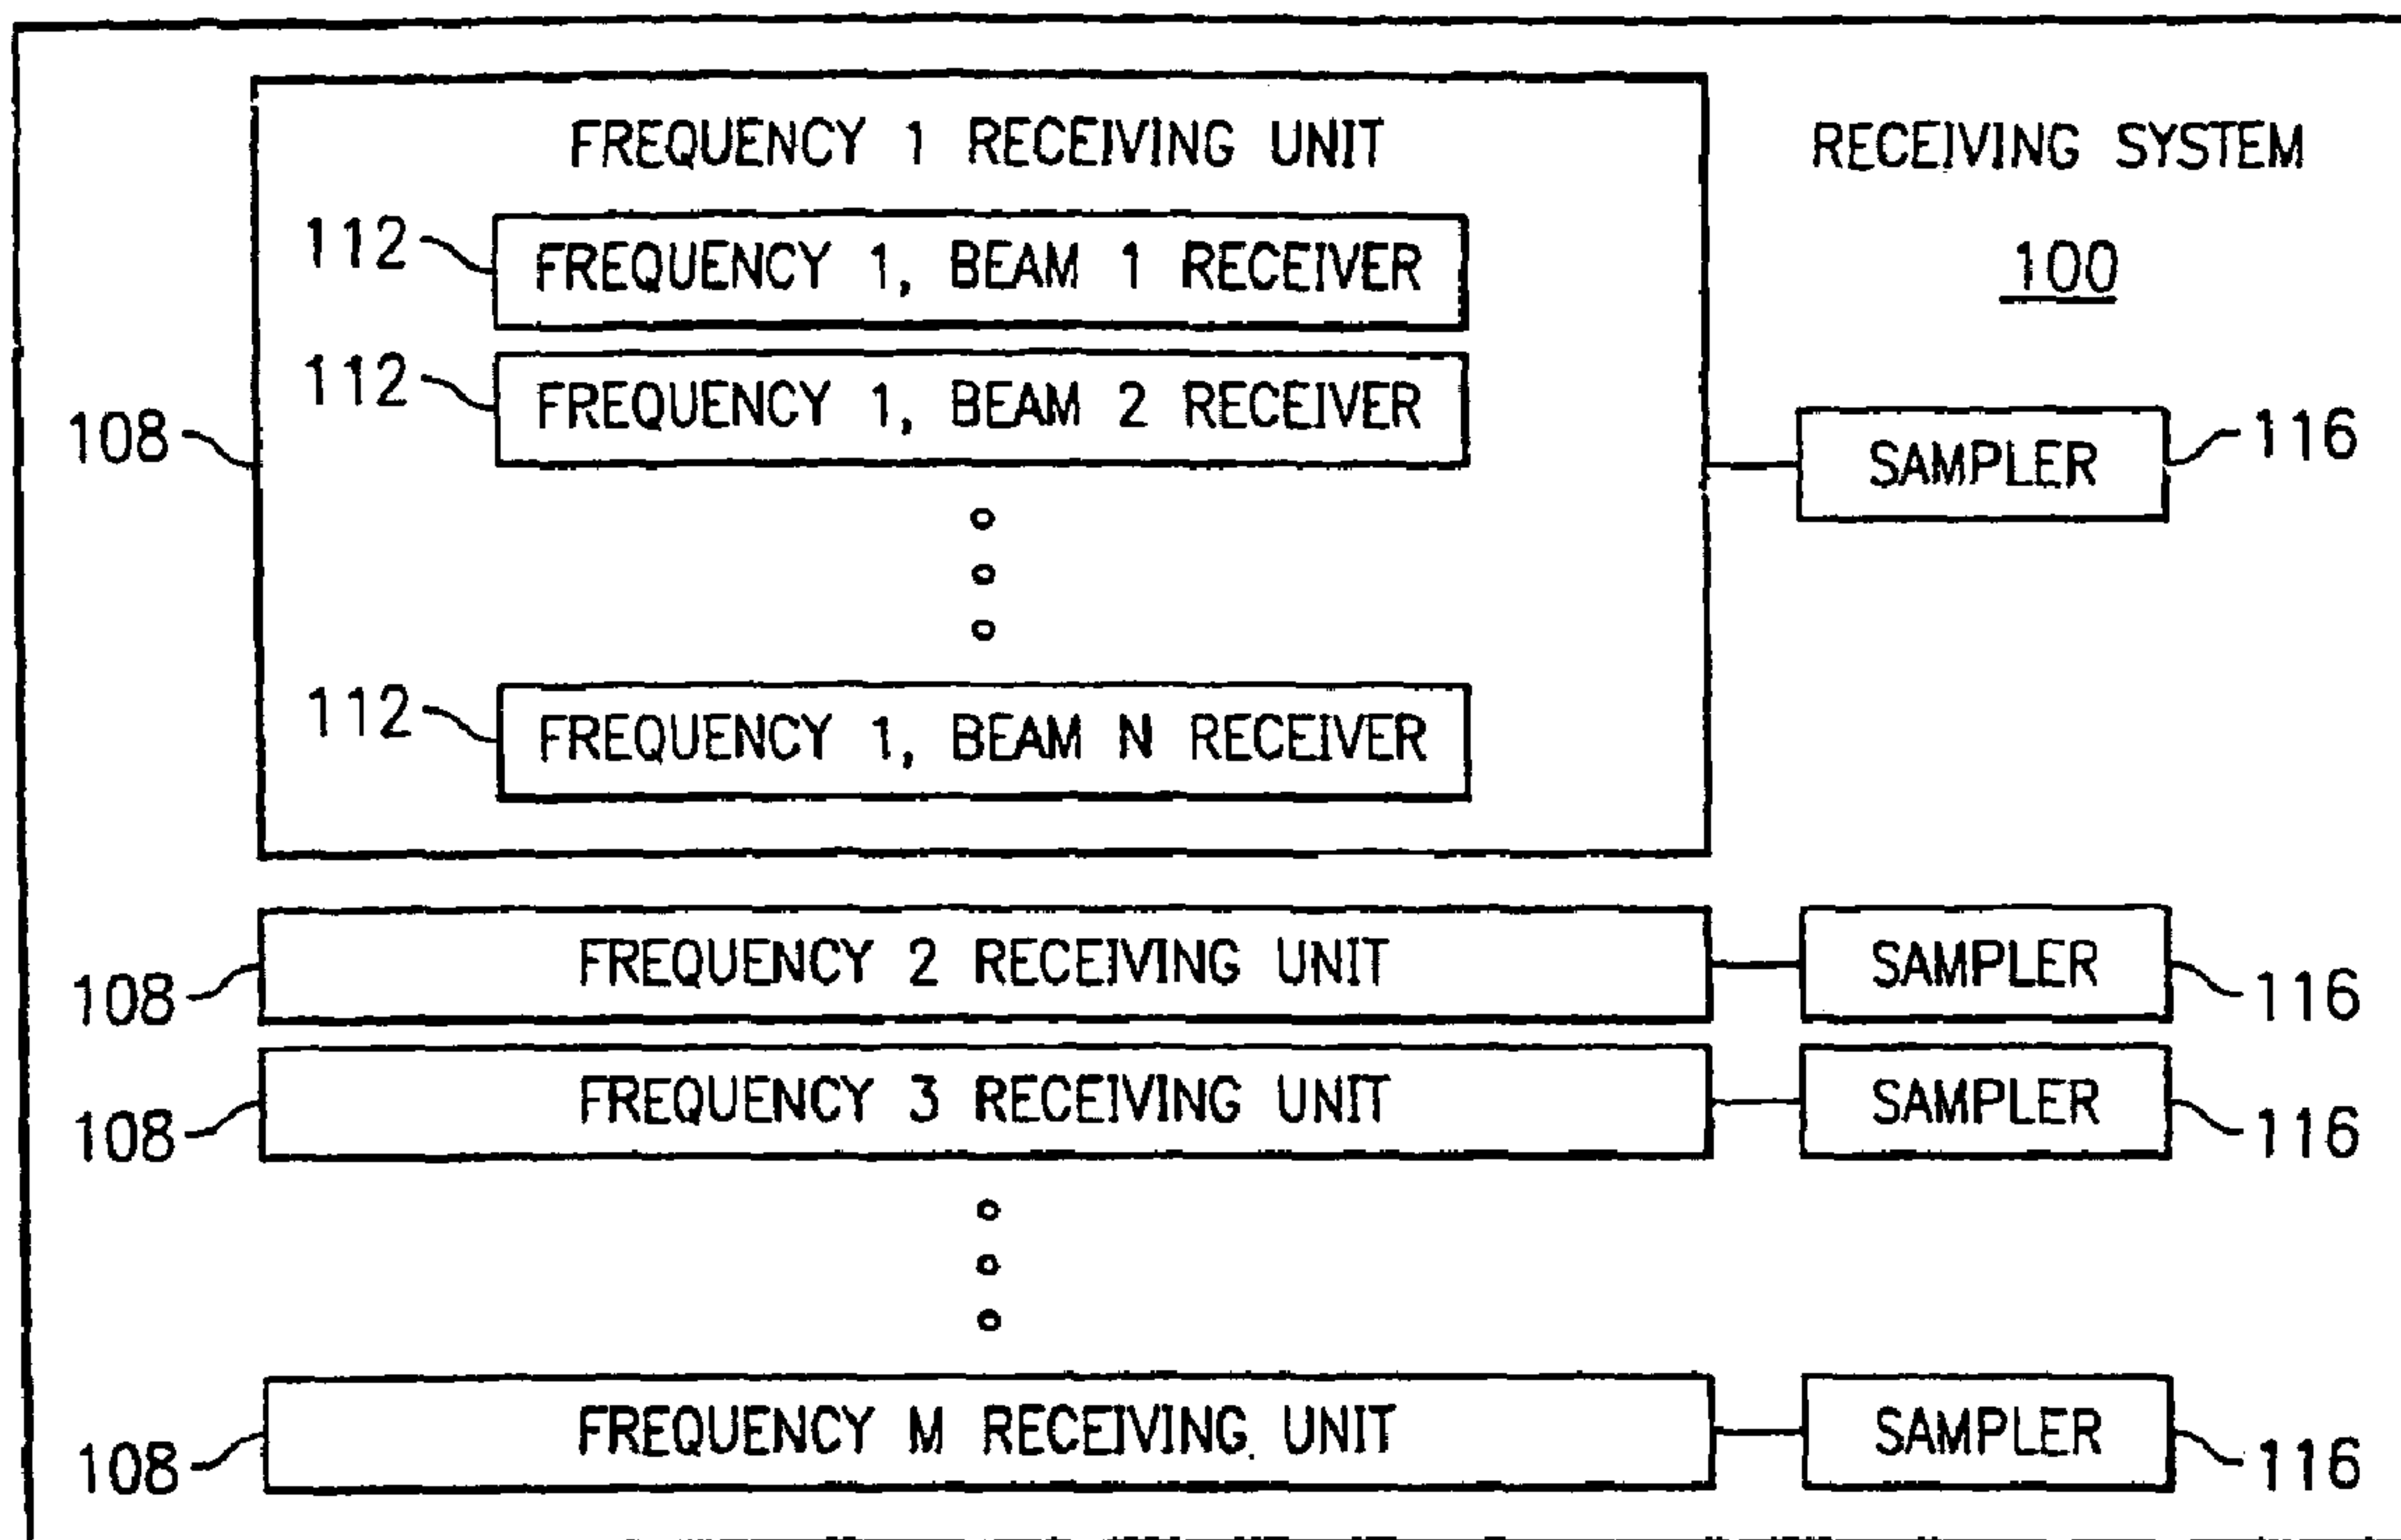 FREQUENCY 1 RECEIVING UNIT
RECEIVING SYSTEM
100
112
FREQUENCY 1, BEAM 1 RECEIVER
112
FREQUENCY 1, BEAM 2 RECEIVER
108
SAMPLER
116
112
FREQUENCY 1, BEAM N RECEIVER
108
FREQUENCY 2 RECEIVING UNIT
SAMPLER
116
108
FREQUENCY 3 RECEIVING UNIT
SAMPLER
116
108
FREQUENCY M RECEIVING UNIT
SAMPLER
116